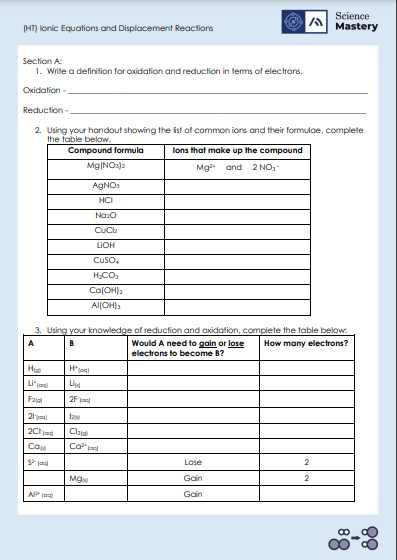 (HT) Ionic Equations and Displacement Reactions
Science
Mastery
Section A:
1. Write a definition for oxidation and reduction in terms of electrons.
Oxidation -
Reduction -
2. Using your handout showing the list of common ions and their formulae, complete
the table below.
Compound formula Ions that make up the compound
Mg(NO₃)₂ Mg²⁺ and 2 NO₃⁻
AgNO₃
HCl
Na₂O
CuCl₂
LiOH
CuSO₄
H₂CO₃
Ca(OH)₂
Al(OH)₃
3. Using your knowledge of reduction and oxidation, complete the table below:
A B Would A need to gain or lose How many electrons?
electrons to become B?
H(g) H⁺(aq)
Li⁺(aq) Li(s)
F₂(g) 2F⁻(aq)
2I⁻(aq) I₂(s)
2Cl⁻(aq) Cl₂(g)
Ca(s) Ca²⁺(aq)
S²⁻(aq) Lose 2
Mg(s) Gain 2
Al³⁺(aq) Gain